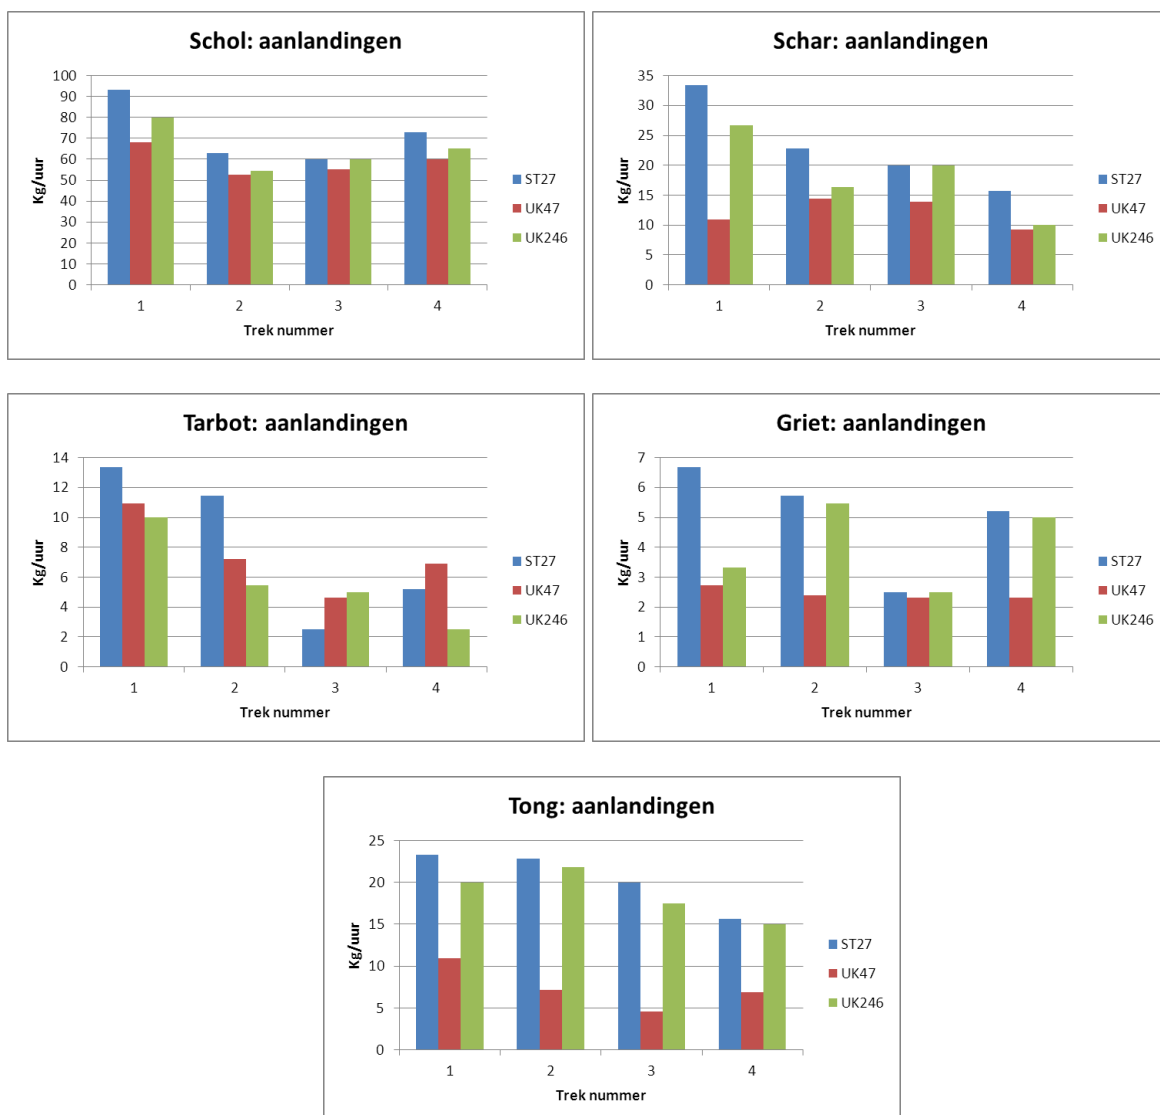 Schol: aanlandingen
Kg/uur
100
90
80
70
60
50
40
30
20
10
0
1 2 3 4
Trek nummer
ST27
UK47
UK246
Schar: aanlandingen
Kg/uur
35
30
25
20
15
10
5
0
1 2 3 4
Trek nummer
ST27
UK47
UK246
Tarbot: aanlandingen
Kg/uur
14
12
10
8
6
4
2
0
1 2 3 4
Trek nummer
ST27
UK47
UK246
Griet: aanlandingen
Kg/uur
7
6
5
4
3
2
1
0
1 2 3 4
Trek nummer
ST27
UK47
UK246
Tong: aanlandingen
Kg/uur
25
20
15
10
5
0
1 2 3 4
Trek nummer
ST27
UK47
UK246